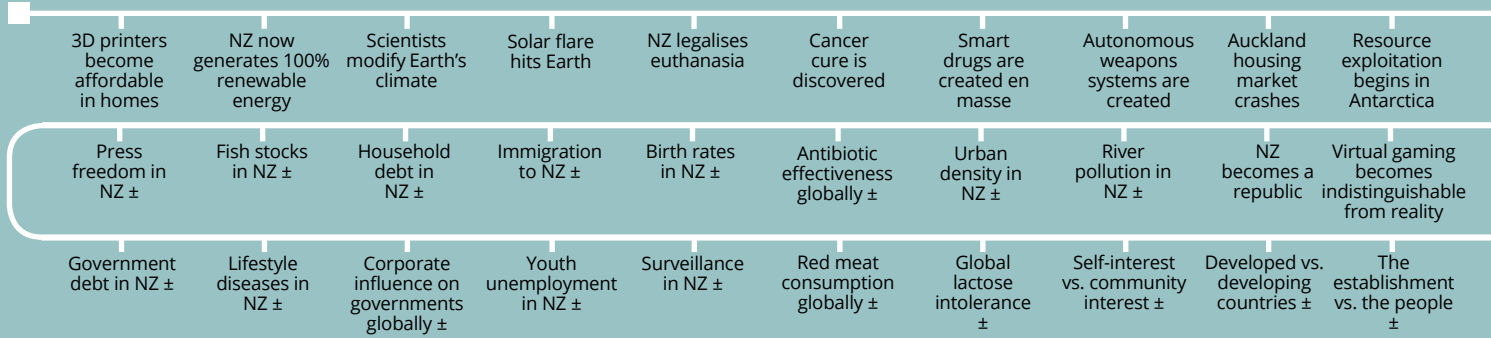 3D printers
become
affordable
in homes
NZ now
generates 100%
renewable
energy
Scientists
modify Earth's
climate
Solar flare
hits Earth
NZ legalises
euthanasia
Cancer
cure is
discovered
Smart
drugs are
created en
masse
Autonomous
weapons
systems are
created
Auckland
housing
market
crashes
Resource
exploitation
begins in
Antarctica
Press
freedom in
NZ ±
Fish stocks
in NZ ±
Household
debt in
NZ ±
Immigration
to NZ ±
Birth rates
in NZ ±
Antibiotic
effectiveness
globally ±
Urban
density in
NZ ±
River
pollution in
NZ ±
NZ
becomes a
republic
Virtual gaming
becomes
indistinguishable
from reality
Government
debt in NZ ±
Lifestyle
diseases in
NZ ±
Corporate
influence on
governments
globally ±
Youth
unemployment
in NZ ±
Surveillance
in NZ ±
Red meat
consumption
globally ±
Global
lactose
intolerance
±
Self-interest
vs. community
interest ±
Developed vs.
developing
countries ±
The
establishment
vs. the people
±